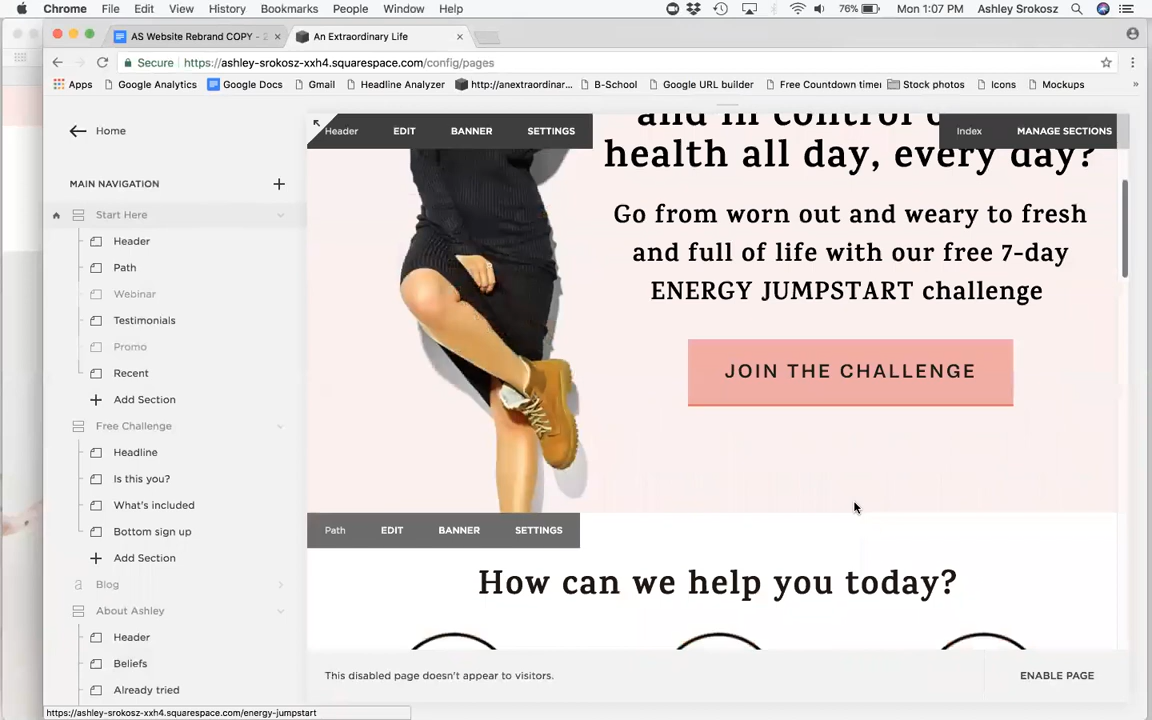 Chrome File Edit View History Bookmarks People Window Help 76% Mon 1:07 PM Ashley Srokosz
AS Website Rebrand COPY - 2 × An Extraordinary Life ×
Secure https://ashley-srokosz-xxh4.squarespace.com/config/pages
Apps Google Analytics Google Docs Gmail Headline Analyzer http://anextraordinar... B-School Google URL builder Free Countdown timer Stock photos Icons Mockups »
Home
MAIN NAVIGATION +
Start Here
Header
Path
Webinar
Testimonials
Promo
Recent
+ Add Section
Free Challenge
Headline
Is this you?
What's included
Bottom sign up
+ Add Section
Blog
About Ashley
Header
Beliefs
Already tried
Header EDIT BANNER SETTINGS
Index MANAGE SECTIONS
and in control of
health all day, every day?
Go from worn out and weary to fresh
and full of life with our free 7-day
ENERGY JUMPSTART challenge
JOIN THE CHALLENGE
Path EDIT BANNER SETTINGS
How can we help you today?
This disabled page doesn't appear to visitors. ENABLE PAGE
https://ashley-srokosz-xxh4.squarespace.com/energy-jumpstart